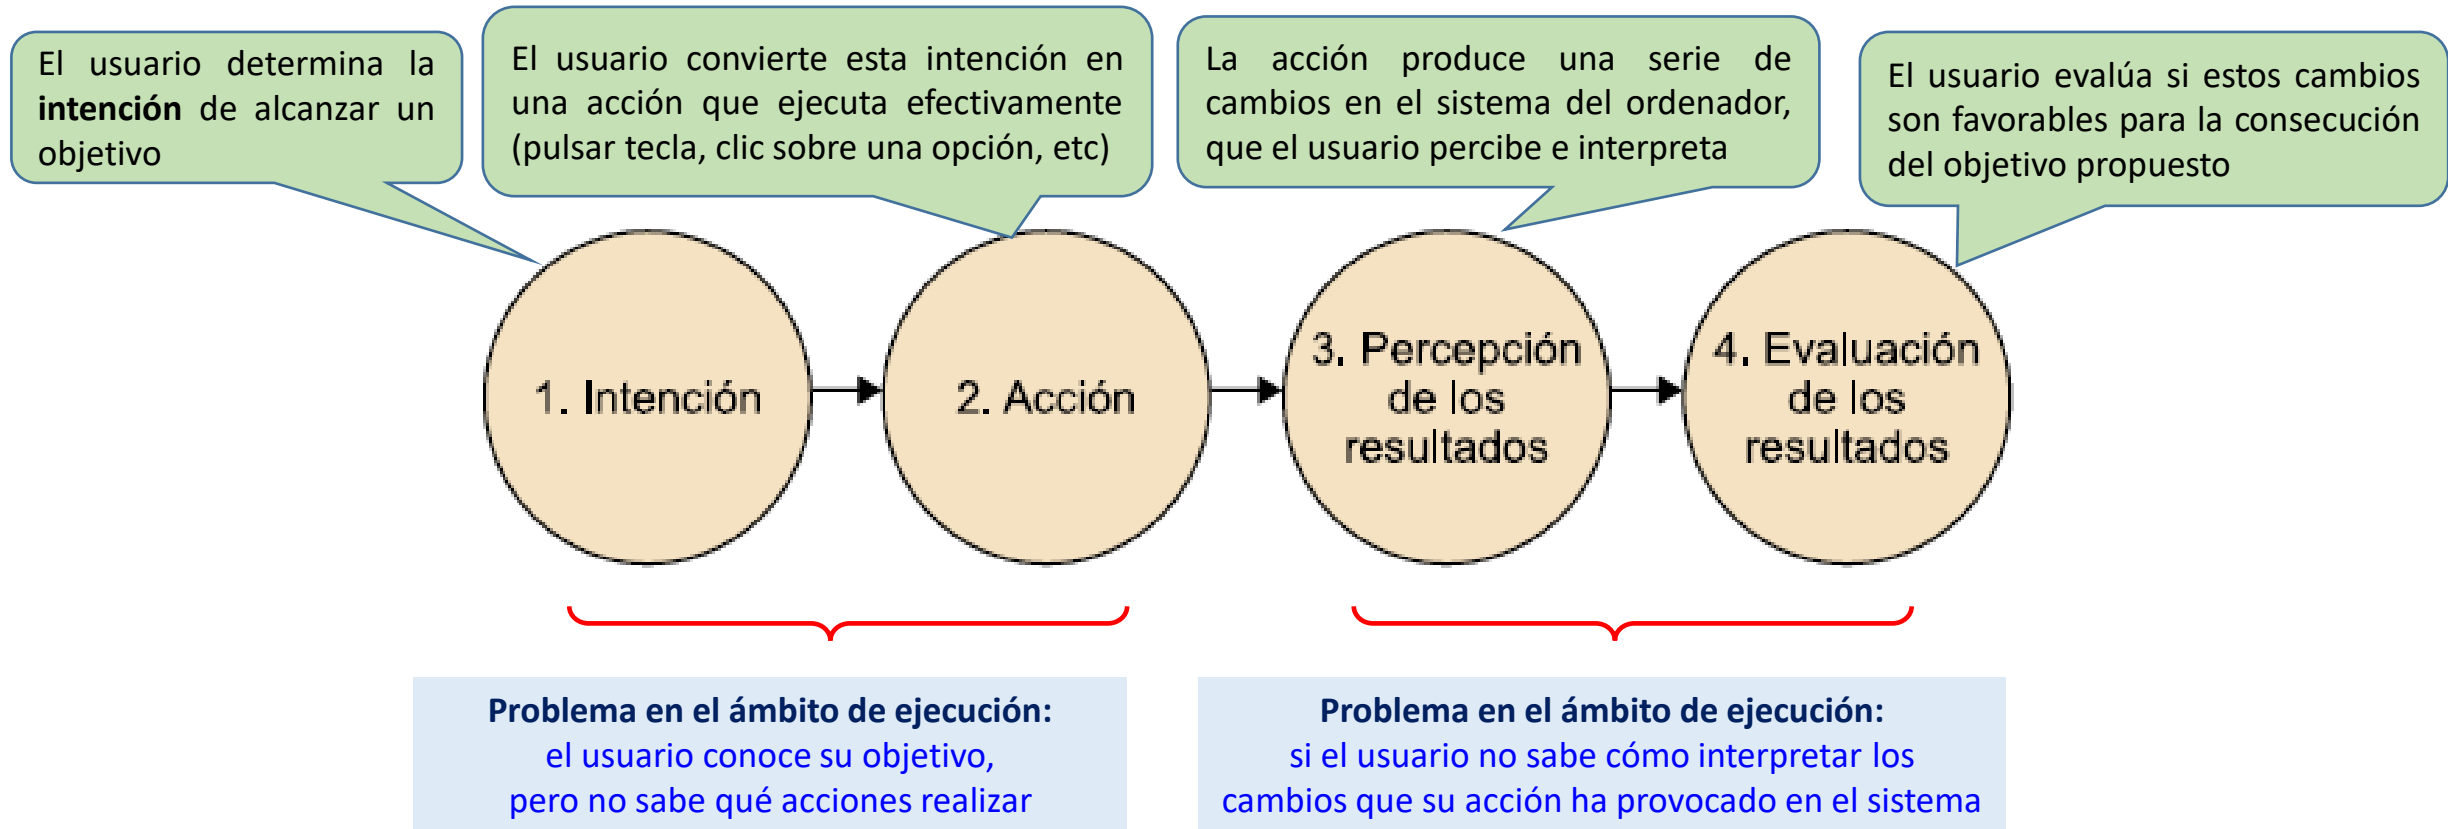 El usuario determina la
intención de alcanzar un
objetivo
El usuario convierte esta intención en
una acción que ejecuta efectivamente
(pulsar tecla, clic sobre una opción, etc)
La acción produce una serie de
cambios en el sistema del ordenador,
que el usuario percibe e interpreta
El usuario evalúa si estos cambios
son favorables para la consecución
del objetivo propuesto
1. Intención
2. Acción
3. Percepción
de los
resultados
4. Evaluación
de los
resultados
Problema en el ámbito de ejecución:
el usuario conoce su objetivo,
pero no sabe qué acciones realizar
Problema en el ámbito de ejecución:
si el usuario no sabe cómo interpretar los
cambios que su acción ha provocado en el sistema